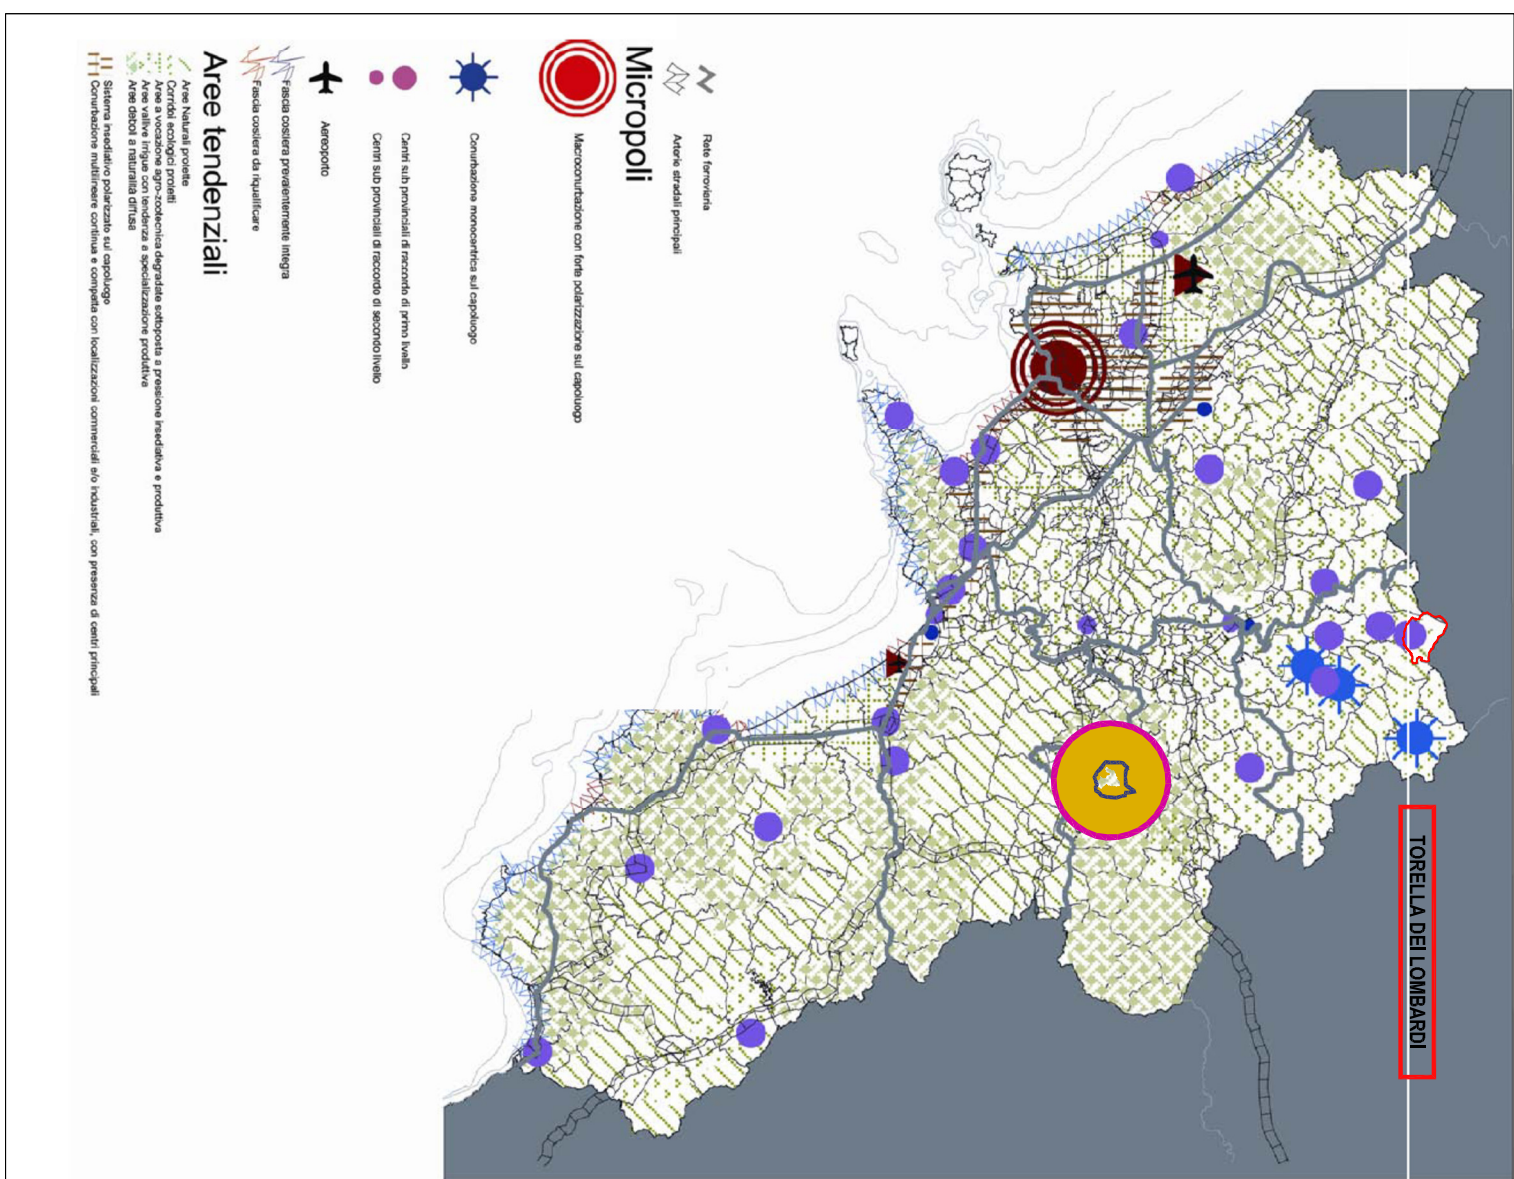 Rete ferroviaria
Arterie stradali principali
Micropoli
Macroconurbazione con forte polarizzazione sul capoluogo
Conurbazione monocentrica sul capoluogo
Centri sub provinciali di raccordo di primo livello
Centri sub provinciali di raccordo di secondo livello
Aereoporto
Fascia costiera prevalentemente integra
Fascia costiera da riqualificare
Aree tendenziali
Aree Naturali protette
Corridoi ecologici protetti
Aree a vocazione agro-zootecnica degradate sottoposta a pressione insediativa e produttiva
Aree vallive irrigue con tendenza a specializzazione produttiva
Aree deboli a naturalità diffusa
Sistema insediativo polarizzato sul capoluogo
Conurbazione multilineare continua e compatta con localizzazioni commerciali e/o industriali, con presenza di centri principali
TORELLA DEI LOMBARDI